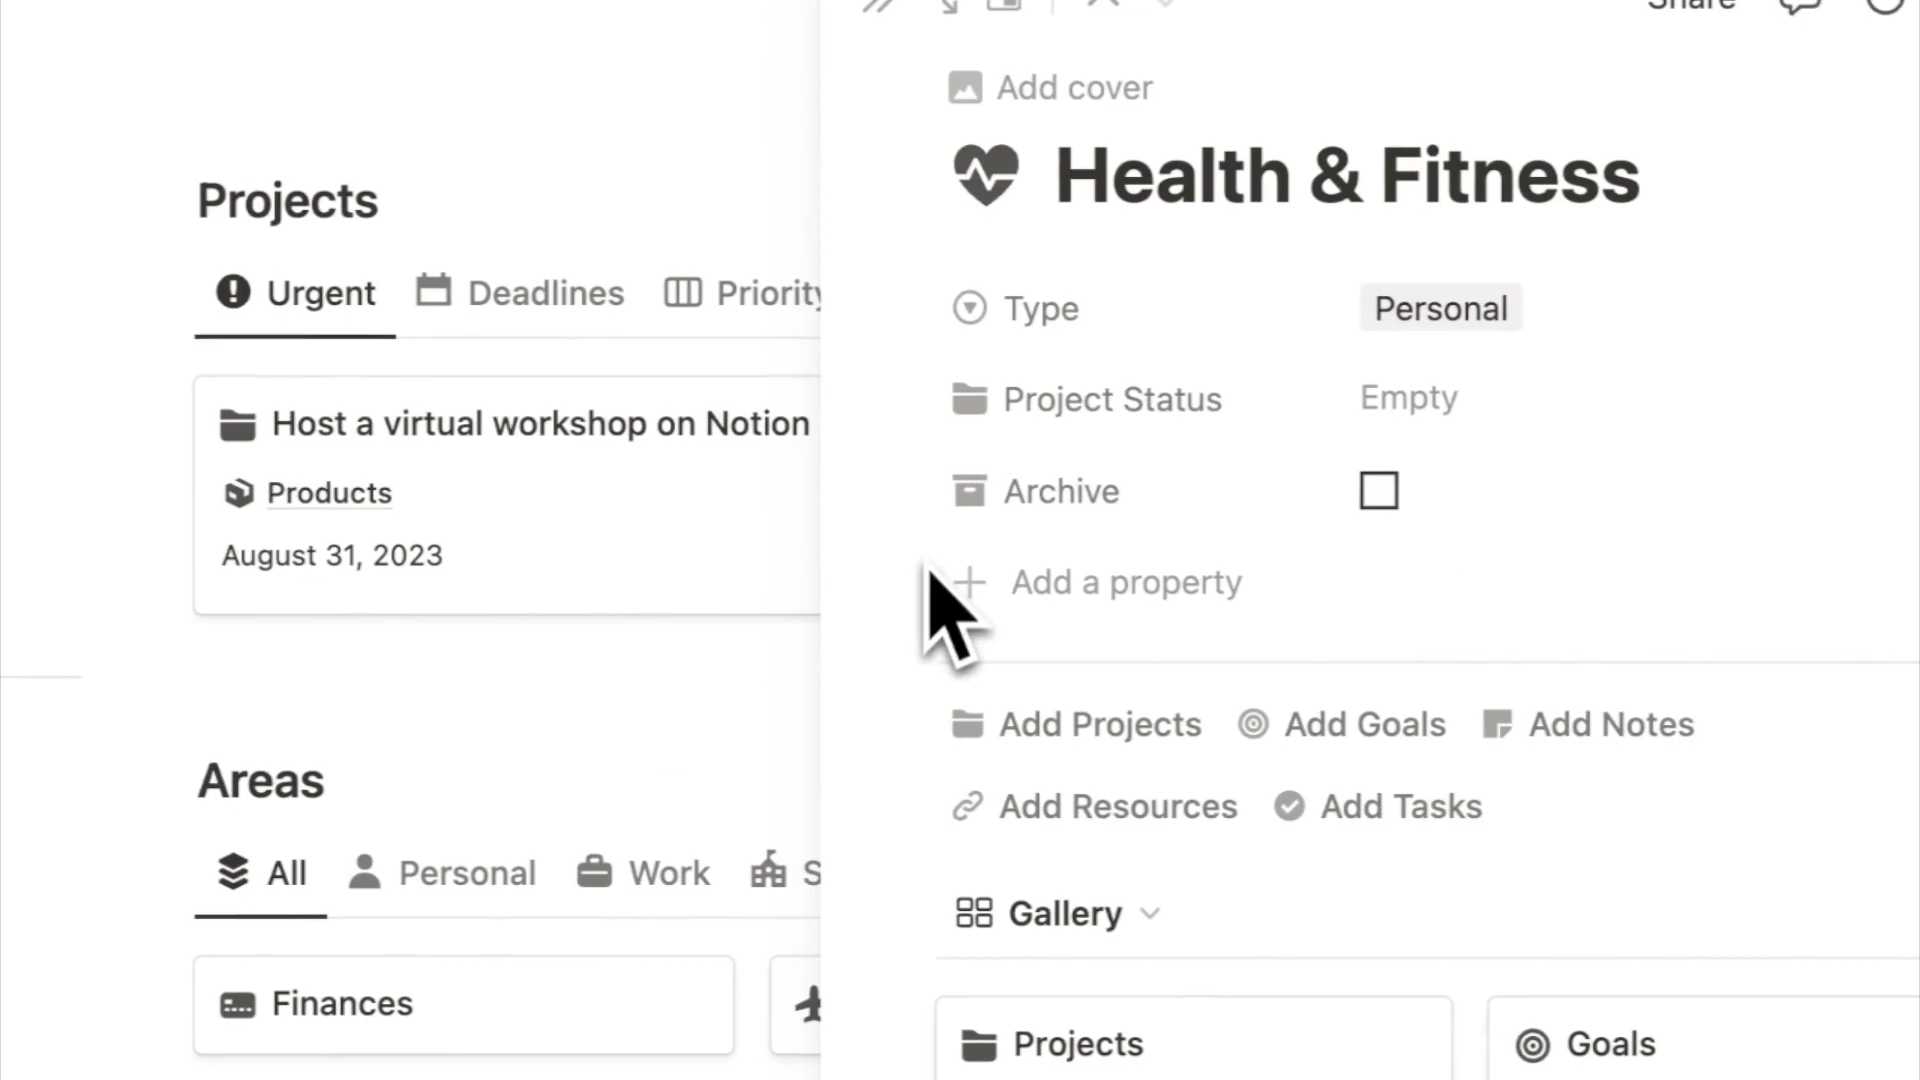 Share
Add cover
Health & Fitness
Type Personal
Project Status Empty
Archive
Add a property
Add Projects Add Goals Add Notes
Add Resources Add Tasks
Gallery
Projects Goals
Projects
Urgent Deadlines Priority
Host a virtual workshop on Notion
Products
August 31, 2023
Areas
All Personal Work S
Finances